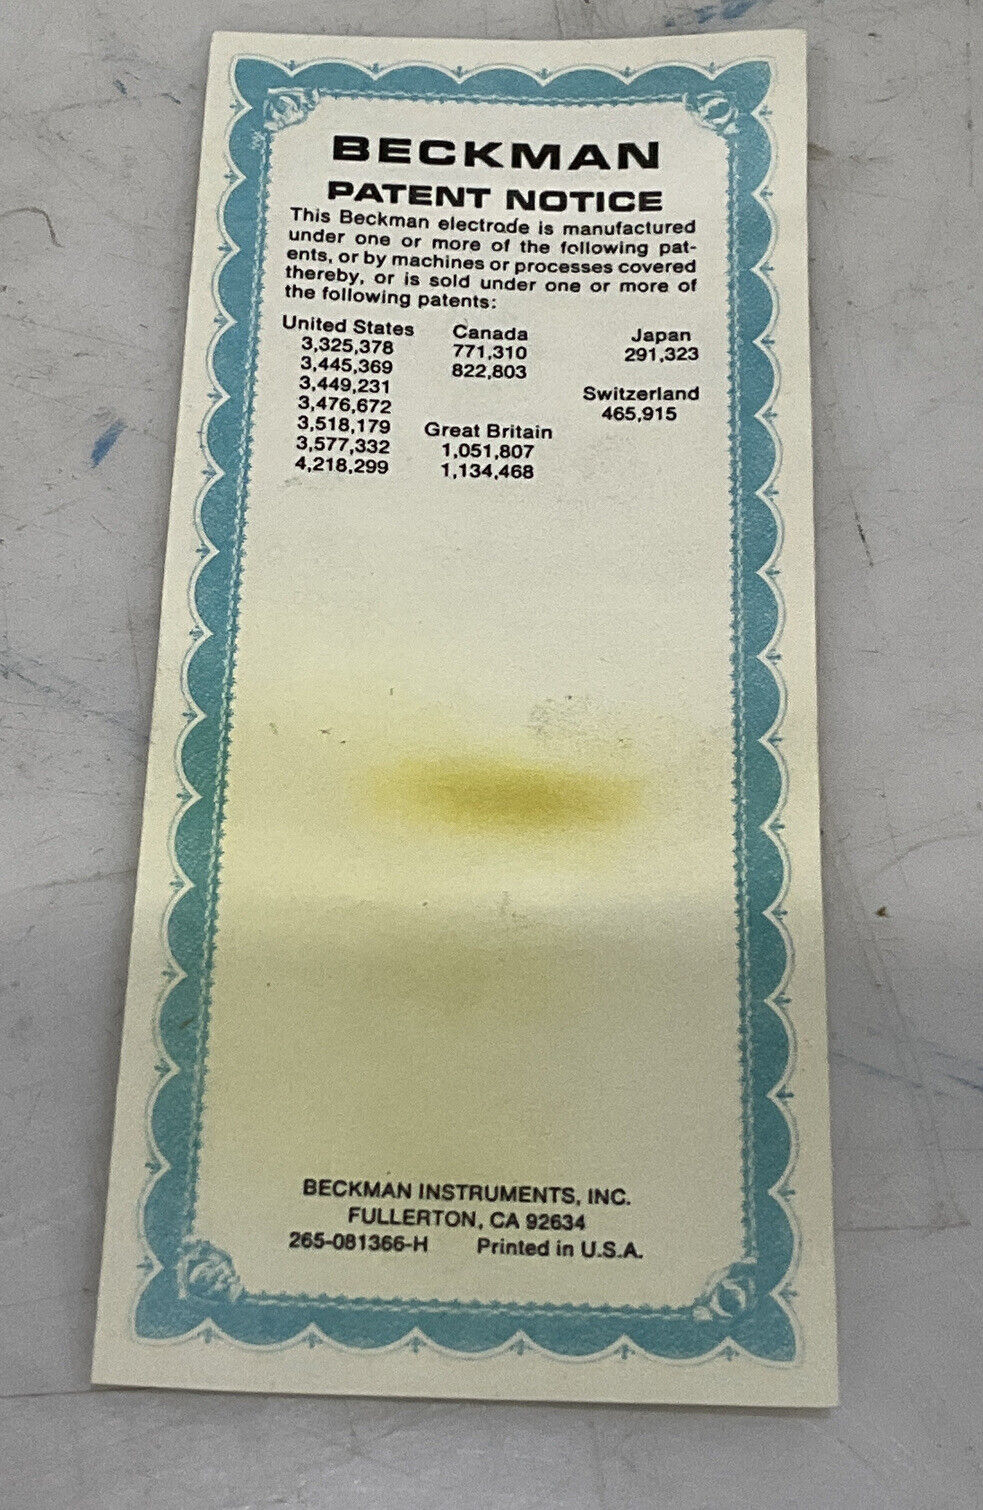 BECKMAN
PATENT NOTICE
This Beckman electrode is manufactured
under one or more of the following pat-
ents, or by machines or processes covered
thereby, or is sold under one or more of
the following patents:
United States
3,325,378
3,445,369
3,449,231
3,476,672
3,518,179
3,577,332
4,218,299
Canada
771,310
822,803
Great Britain
1,051,807
1,134,468
Japan
291,323
Switzerland
465,915
BECKMAN INSTRUMENTS, INC.
FULLERTON, CA 92634
265-081366-H Printed in U.S.A.